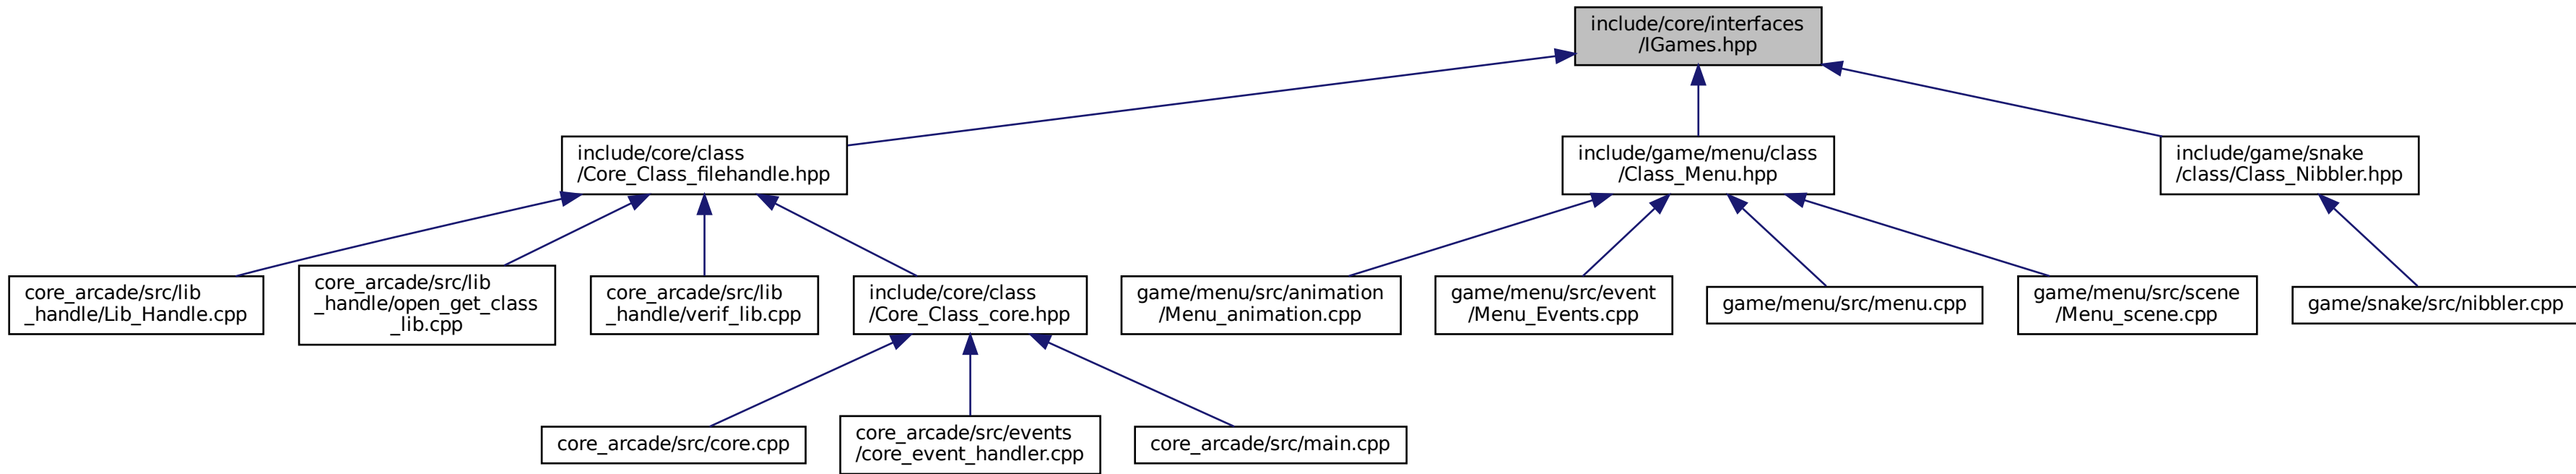 include/core/interfaces
/IGames.hpp
include/core/class
/Core_Class_filehandle.hpp
include/game/menu/class
/Class_Menu.hpp
include/game/snake
/class/Class_Nibbler.hpp
core_arcade/src/lib
_handle/Lib_Handle.cpp
core_arcade/src/lib
_handle/open_get_class
_lib.cpp
core_arcade/src/lib
_handle/verif_lib.cpp
include/core/class
/Core_Class_core.hpp
game/menu/src/animation
/Menu_animation.cpp
game/menu/src/event
/Menu_Events.cpp
game/menu/src/menu.cpp
game/menu/src/scene
/Menu_scene.cpp
game/snake/src/nibbler.cpp
core_arcade/src/core.cpp
core_arcade/src/events
/core_event_handler.cpp
core_arcade/src/main.cpp